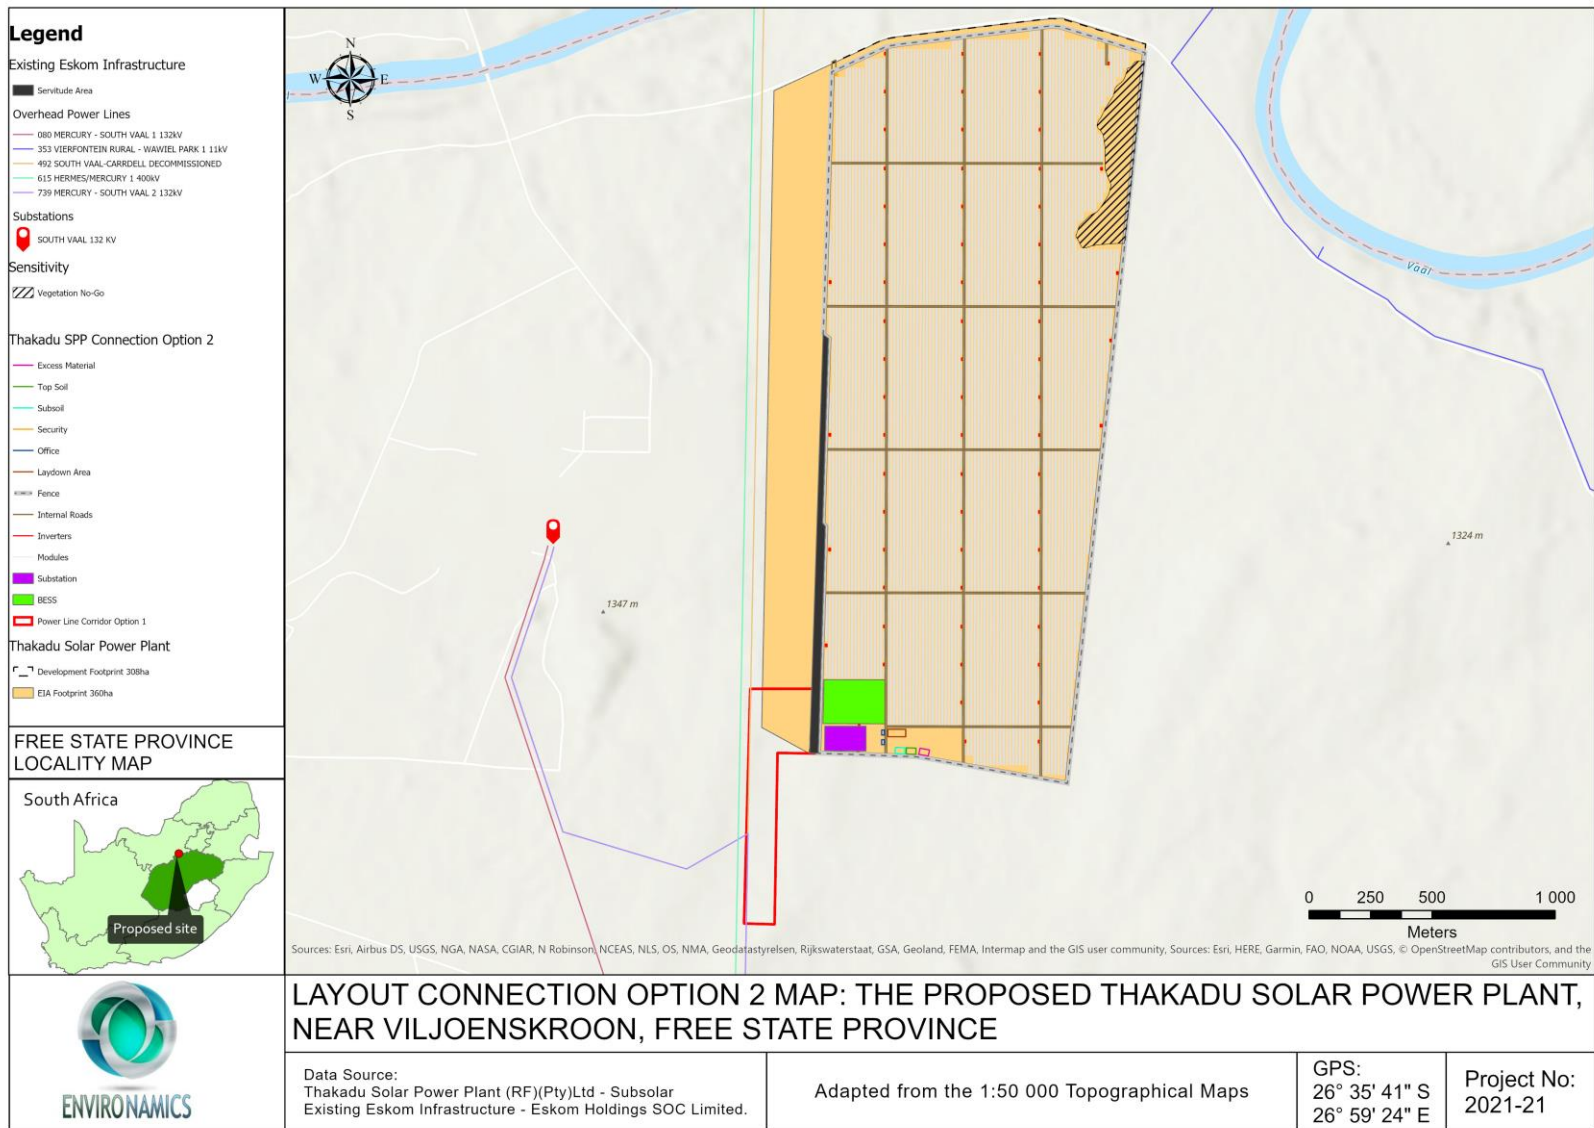 Legend
Existing Eskom Infrastructure
Servitude Area
Overhead Power Lines
080 MERCURY - SOUTH VAAL 1 132kV
353 VIERFONTEIN RURAL - WAWIEL PARK 1 11kV
492 SOUTH VAAL-CARRDELL DECOMMISSIONED
615 HERMES/MERCURY 1 400kV
739 MERCURY - SOUTH VAAL 2 132kV
Substations
SOUTH VAAL 132 KV
Sensitivity
Vegetation No-Go
Thakadu SPP Connection Option 2
Excess Material
Top Soil
Subsoil
Security
Office
Laydown Area
Fence
Internal Roads
Inverters
Modules
Substation
BESS
Power Line Corridor Option 1
Thakadu Solar Power Plant
Development Footprint 308ha
EIA Footprint 360ha
FREE STATE PROVINCE
LOCALITY MAP
South Africa
Proposed site
N
W
E
S
Vaal
1324 m
1347 m
0 250 500 1 000
Meters
Sources: Esri, Airbus DS, USGS, NGA, NASA, CGIAR, N Robinson, NCEAS, NLS, OS, NMA, Geodatastyrelsen, Rijkswaterstaat, GSA, Geoland, FEMA, Intermap and the GIS user community, Sources: Esri, HERE, Garmin, FAO, NOAA, USGS, © OpenStreetMap contributors, and the
GIS User Community
ENVIRONAMICS
LAYOUT CONNECTION OPTION 2 MAP: THE PROPOSED THAKADU SOLAR POWER PLANT,
NEAR VILJOENSKROON, FREE STATE PROVINCE
Data Source:
Thakadu Solar Power Plant (RF)(Pty)Ltd - Subsolar
Existing Eskom Infrastructure - Eskom Holdings SOC Limited.
Adapted from the 1:50 000 Topographical Maps
GPS:
26° 35' 41" S
26° 59' 24" E
Project No:
2021-21